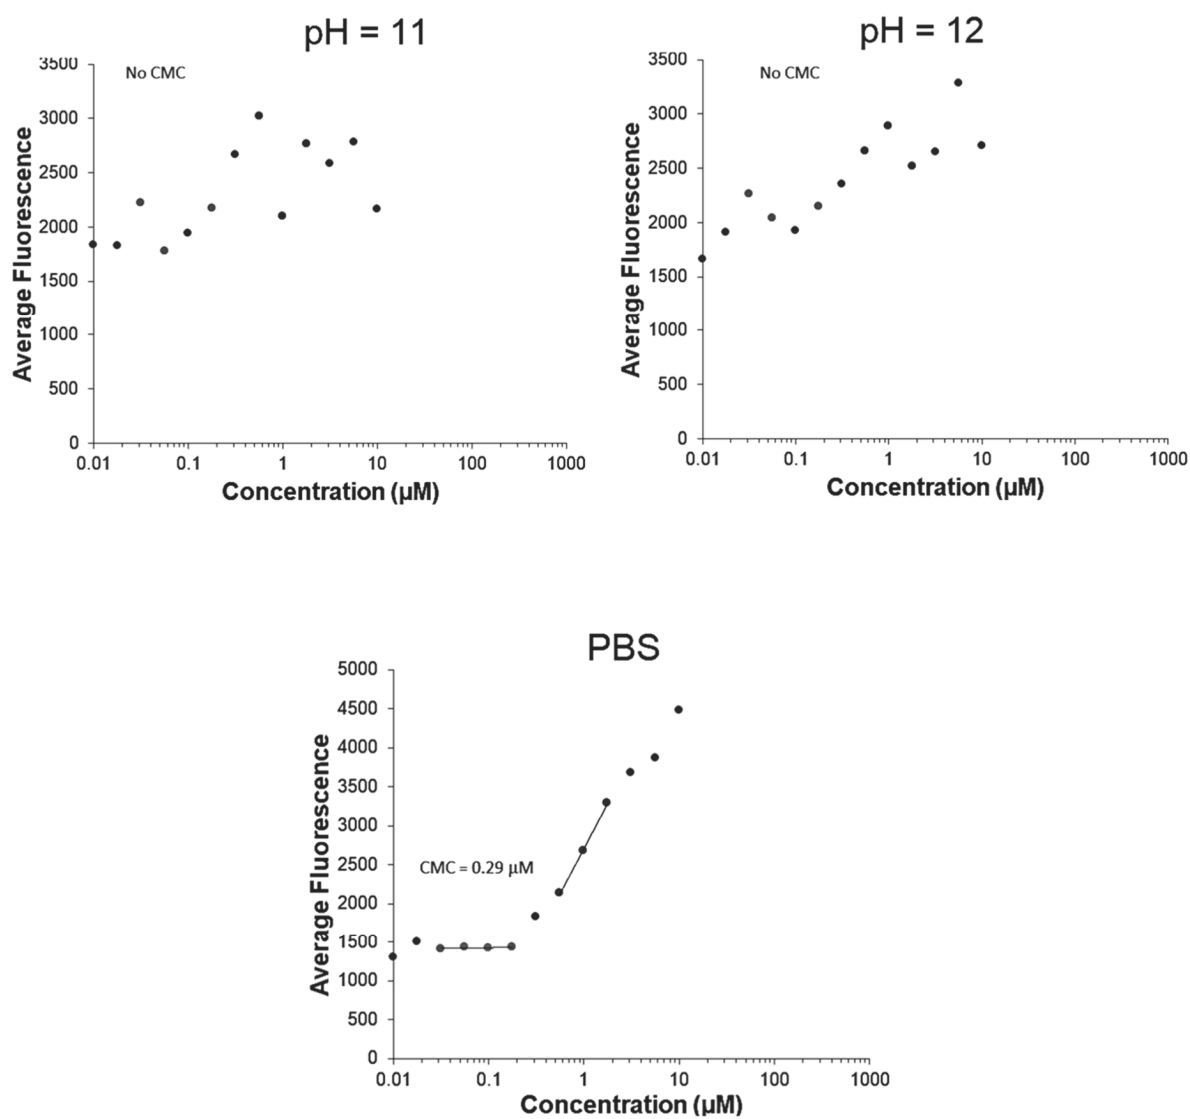 pH = 11
3500
No CMC
3000
2500
2000
1500
1000
500
0
Average Fluorescence
0.01 0.1 1 10 100 1000
Concentration (µM)
pH = 12
3500
No CMC
3000
2500
2000
1500
1000
500
0
Average Fluorescence
0.01 0.1 1 10 100 1000
Concentration (µM)
PBS
5000
4500
4000
3500
3000
2500
2000
1500
1000
500
0
Average Fluorescence
CMC = 0.29 µM
0.01 0.1 1 10 100 1000
Concentration (µM)